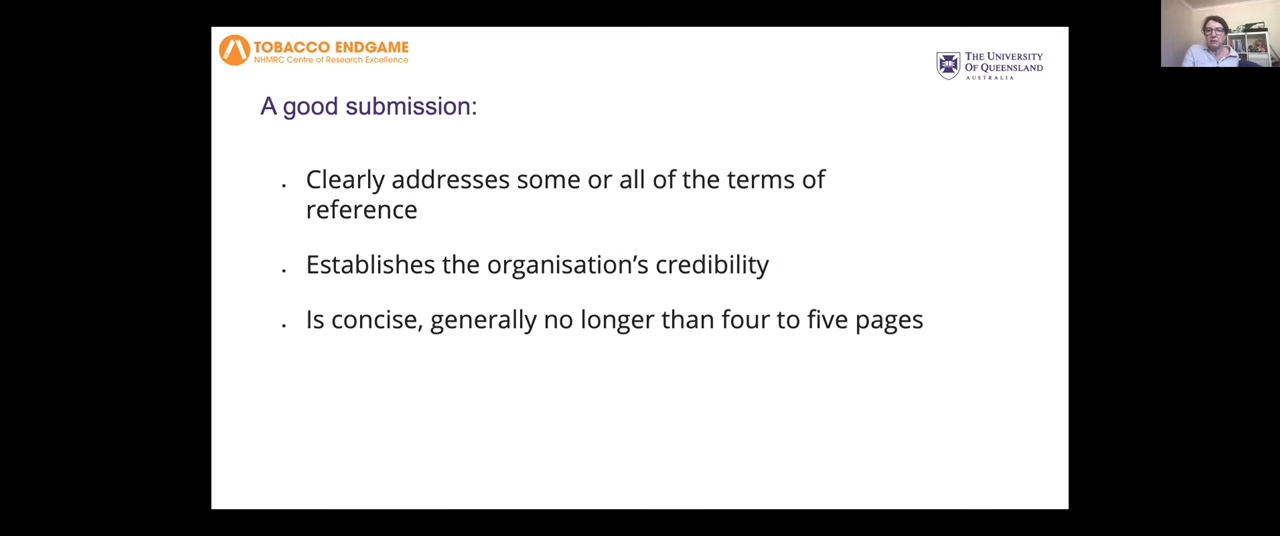 TOBACCO ENDGAME
NHMRC Centre of Research Excellence
THE UNIVERSITY
OF QUEENSLAND
AUSTRALIA
A good submission:
. Clearly addresses some or all of the terms of
reference
. Establishes the organisation’s credibility
. Is concise, generally no longer than four to five pages